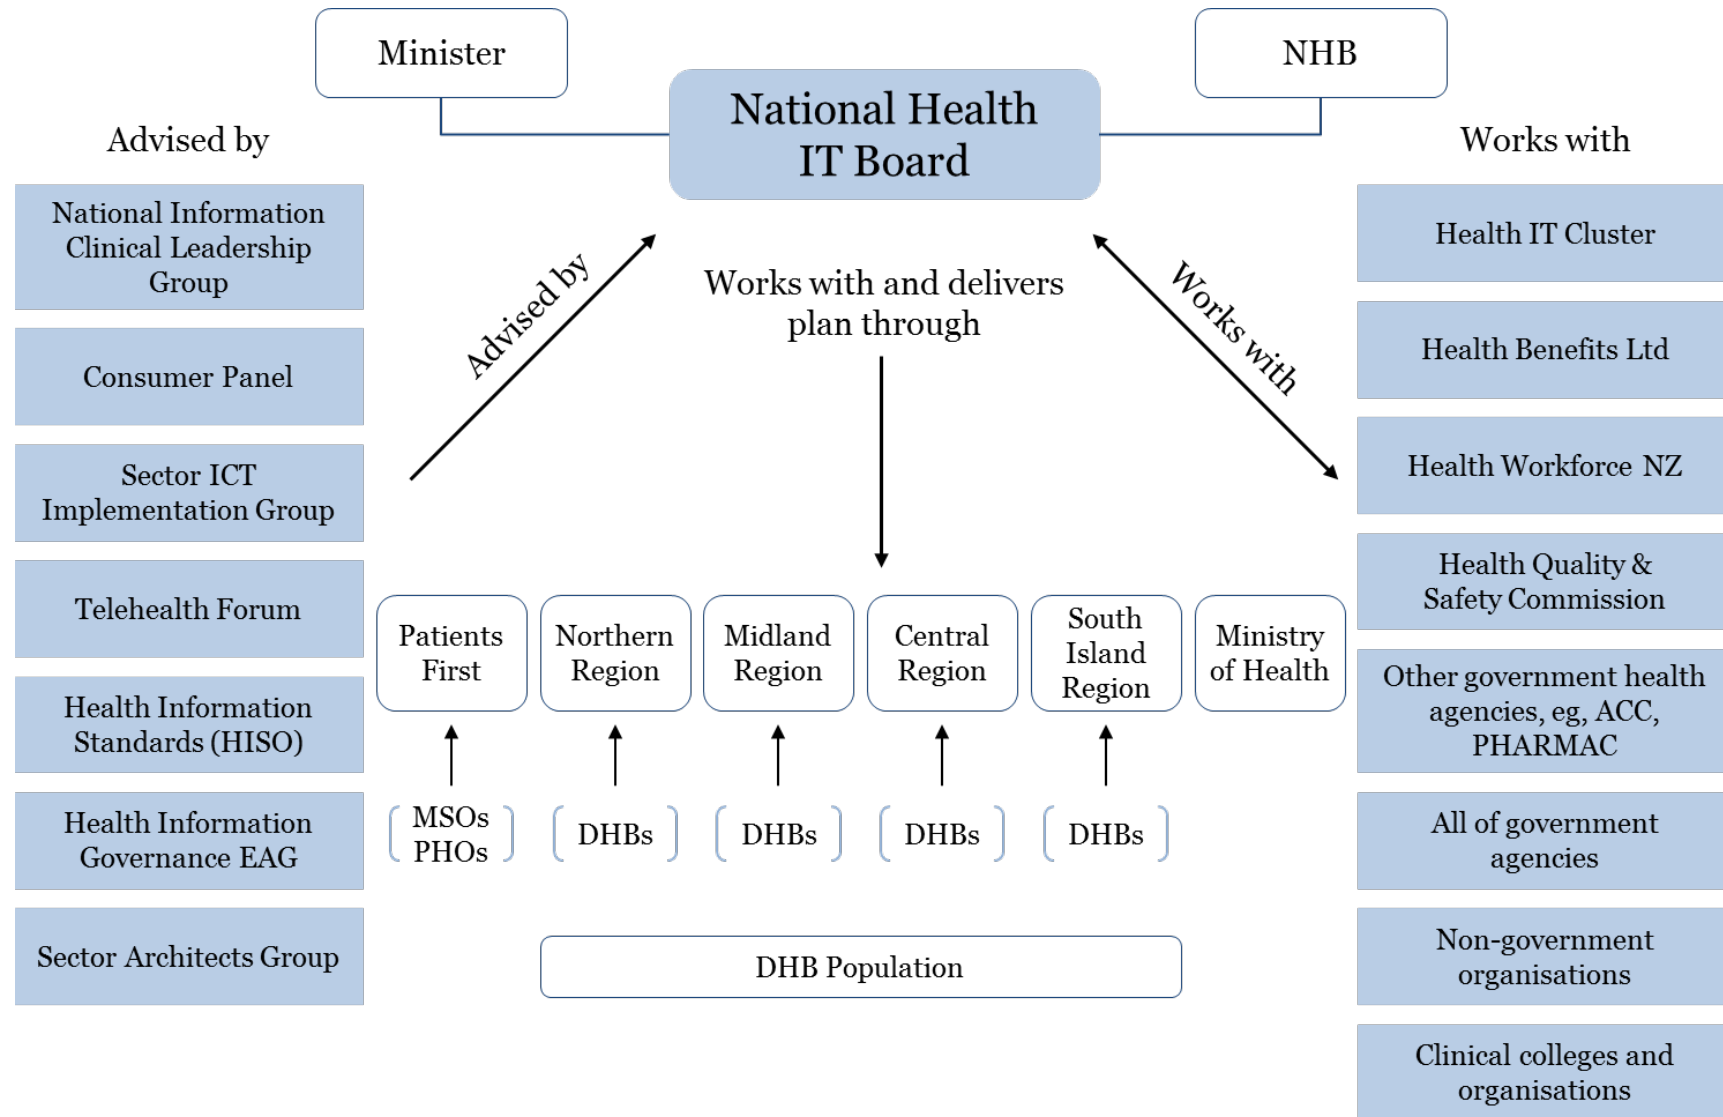 Minister
NHB
National Health
IT Board
Advised by
National Information
Clinical Leadership
Group
Consumer Panel
Sector ICT
Implementation Group
Telehealth Forum
Health Information
Standards (HISO)
Health Information
Governance EAG
Sector Architects Group
Advised by
Works with and delivers
plan through
Works with
Patients
First
Northern
Region
Midland
Region
Central
Region
South
Island
Region
Ministry
of Health
MSOs
PHOs
DHBs
DHBs
DHBs
DHBs
DHB Population
Works with
Health IT Cluster
Health Benefits Ltd
Health Workforce NZ
Health Quality &
Safety Commission
Other government health
agencies, eg, ACC,
PHARMAC
All of government
agencies
Non-government
organisations
Clinical colleges and
organisations